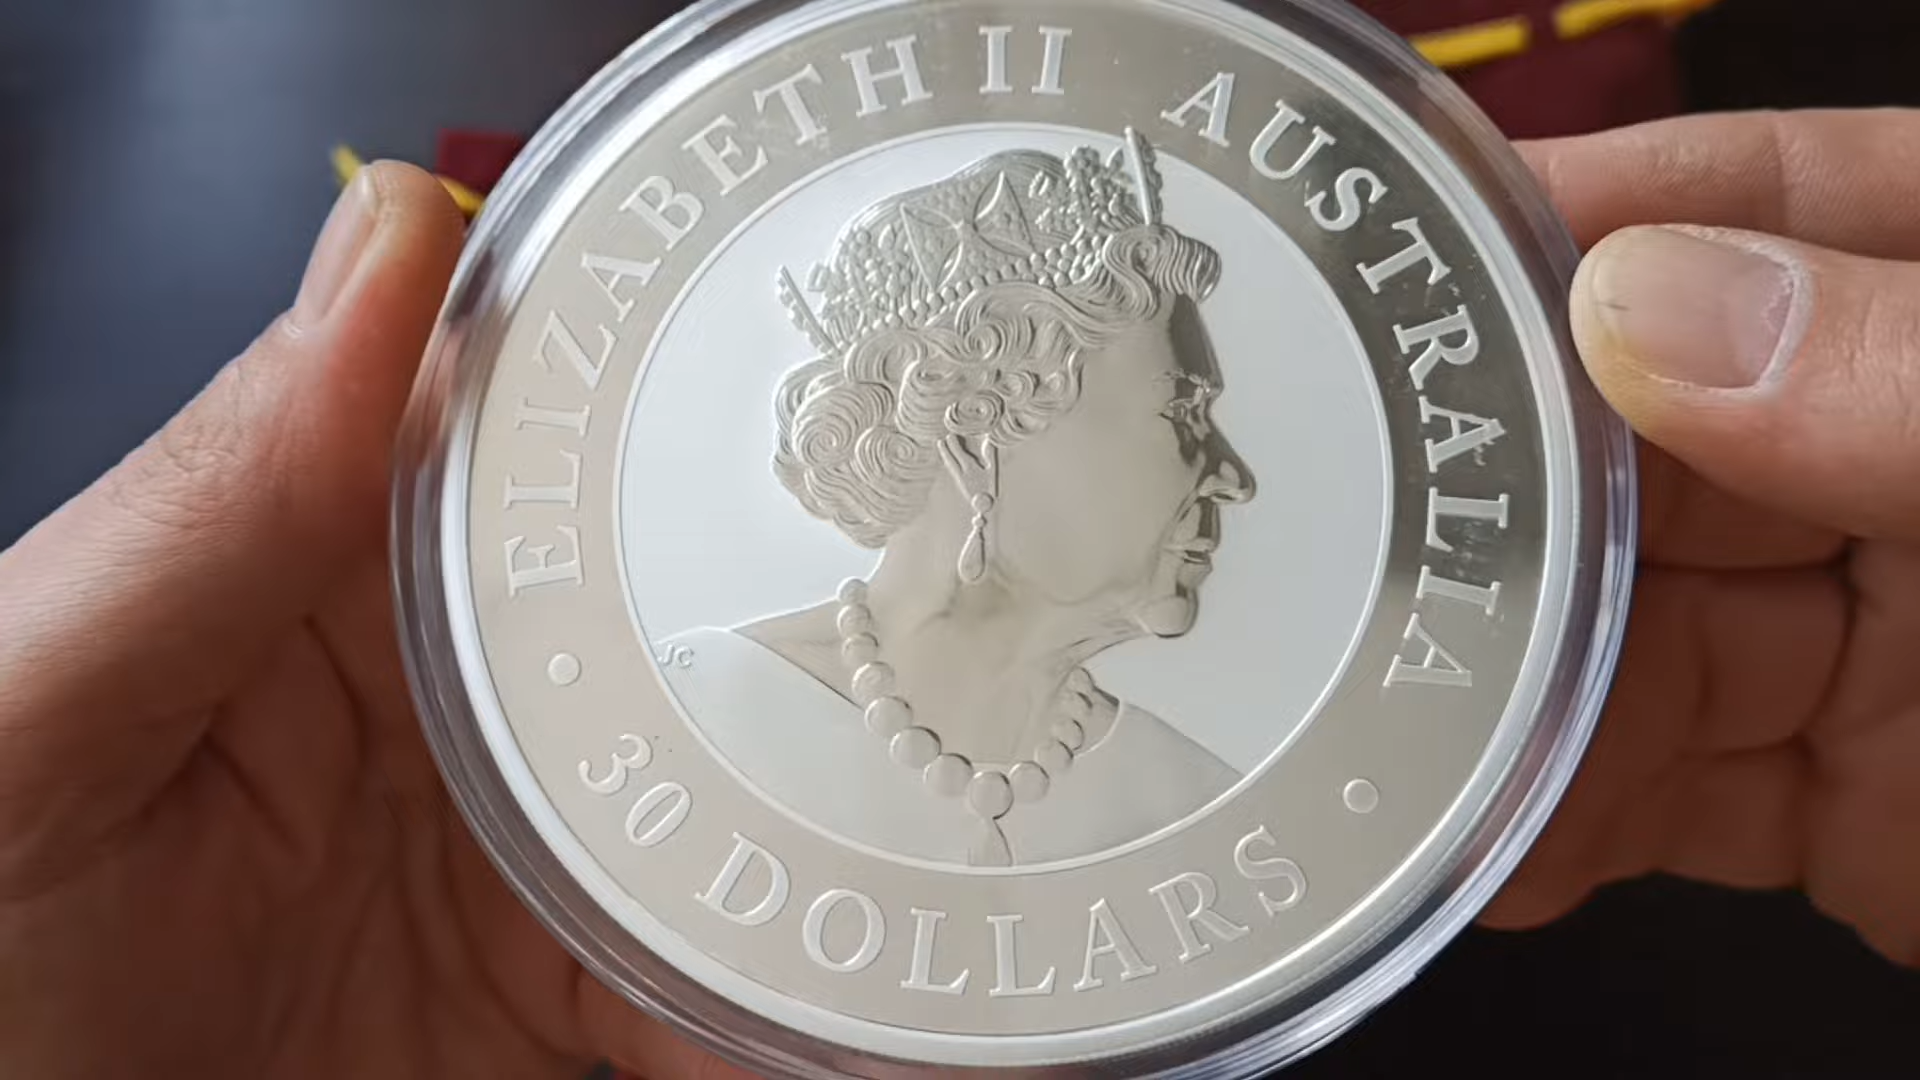 ELIZABETH II AUSTRALIA
JC
• 30 DOLLARS •